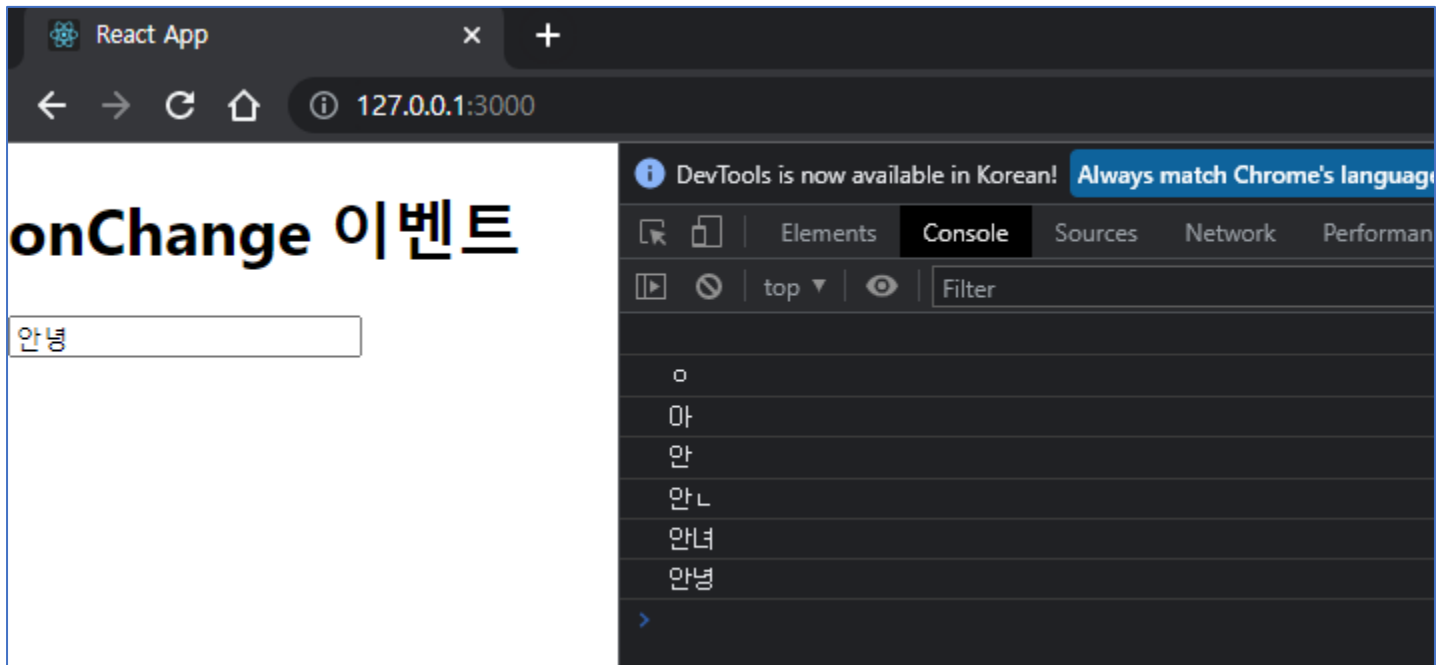 React App
127.0.0.1:3000
onChange 이벤트
안녕
DevTools is now available in Korean! Always match Chrome's language
Elements Console Sources Network Performan
top Filter
ㅇ
아
안
안ㄴ
안녀
안녕